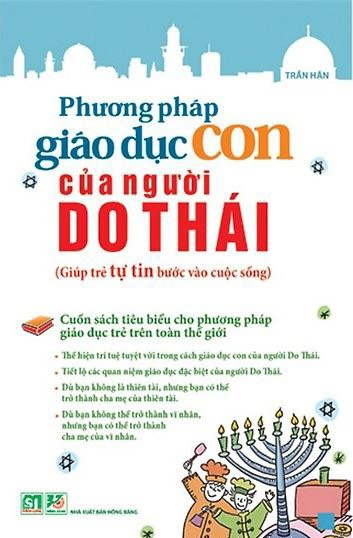 TRẦN HÂN
Phương pháp
giáo dục con
của người
DO THÁI
(Giúp trẻ tự tin bước vào cuộc sống)
Cuốn sách tiêu biểu cho phương pháp
giáo dục trẻ trên toàn thế giới
• Thể hiện trí tuệ tuyệt vời trong cách giáo dục con của người Do Thái.
• Tiết lộ các quan niệm giáo dục đặc biệt của người Do Thái.
• Dù bạn không là thiên tài, nhưng bạn có thể
trở thành cha mẹ của thiên tài.
• Dù bạn không thể trở thành vĩ nhân,
nhưng bạn có thể trở thành
cha mẹ của vĩ nhân.
NHÀ XUẤT BẢN HỒNG BÀNG